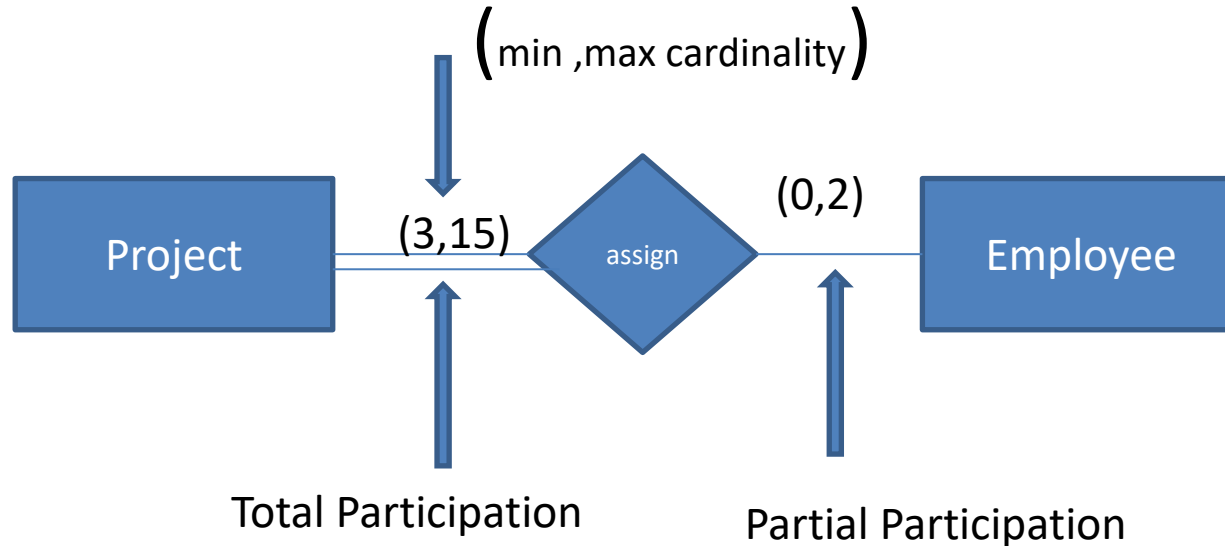 (min ,max cardinality)
(0,2)
(3,15)
Project
assign
Employee
Total Participation
Partial Participation